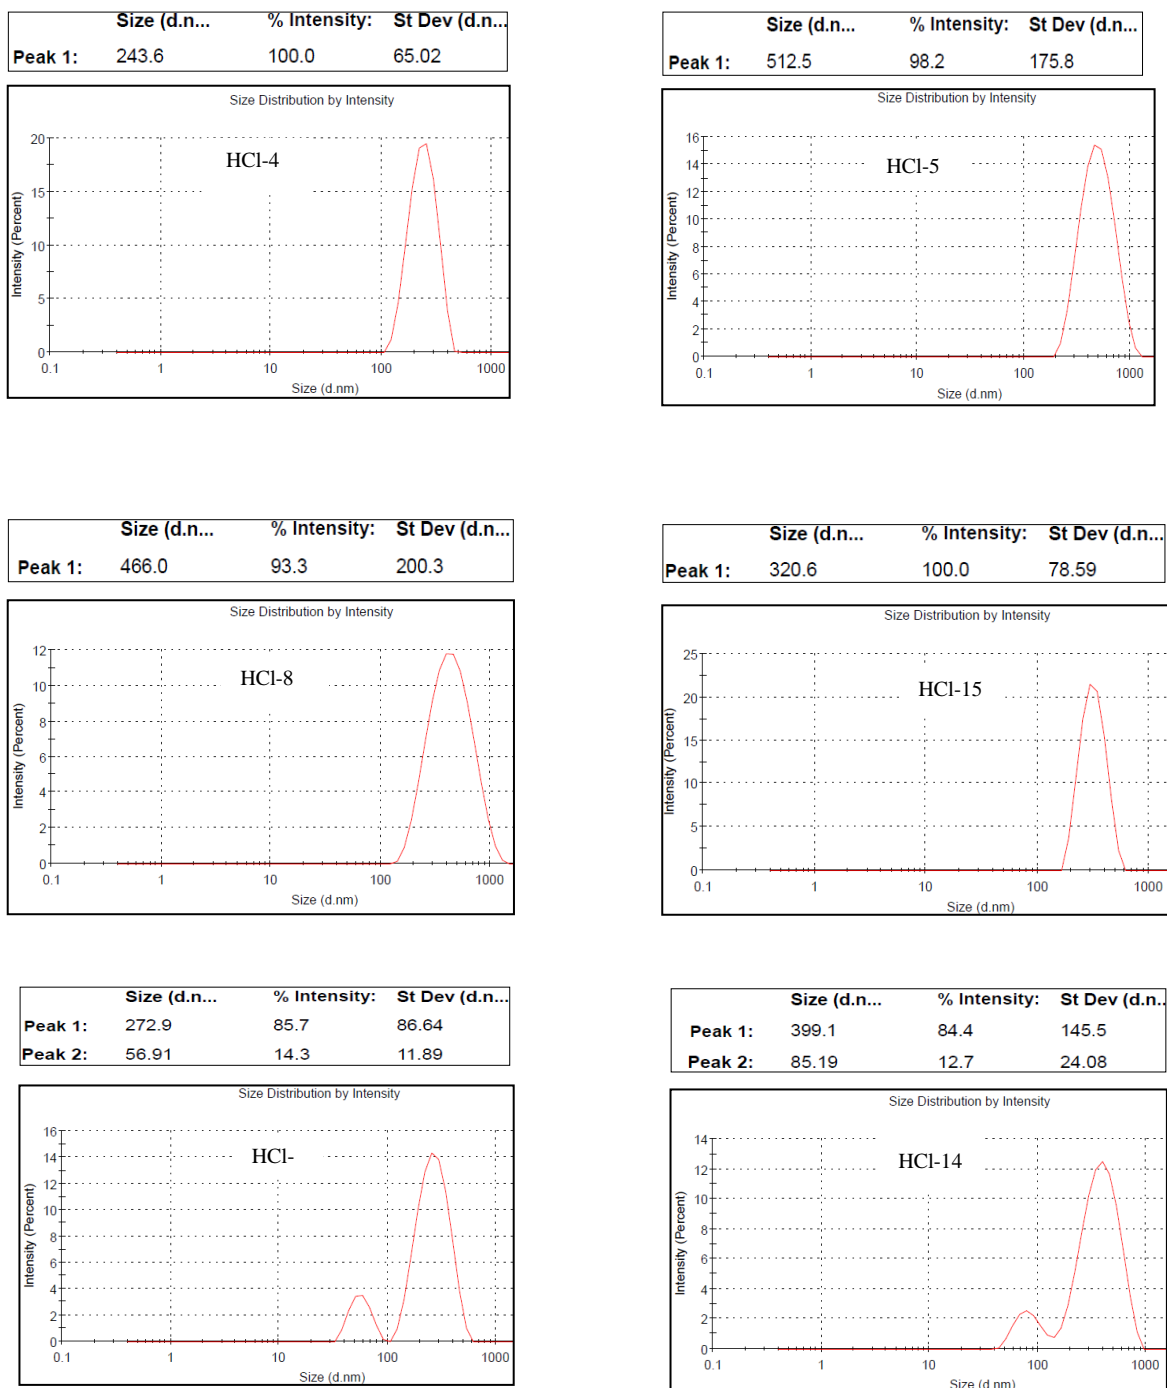 Size (d.n... % Intensity: St Dev (d.n...
Peak 1: 243.6 100.0 65.02
Size Distribution by Intensity
HCl-4
20
15
10
5
0
Intensity (Percent)
0.1 1 10 100 1000
Size (d.nm)
Size (d.n... % Intensity: St Dev (d.n...
Peak 1: 512.5 98.2 175.8
Size Distribution by Intensity
HCl-5
16
14
12
10
8
6
4
2
0
Intensity (Percent)
0.1 1 10 100 1000
Size (d.nm)
Size (d.n... % Intensity: St Dev (d.n...
Peak 1: 466.0 93.3 200.3
Size Distribution by Intensity
HCl-8
12
10
8
6
4
2
0
Intensity (Percent)
0.1 1 10 100 1000
Size (d.nm)
Size (d.n... % Intensity: St Dev (d.n...
Peak 1: 320.6 100.0 78.59
Size Distribution by Intensity
HCl-15
25
20
15
10
5
0
Intensity (Percent)
0.1 1 10 100 1000
Size (d.nm)
Size (d.n... % Intensity: St Dev (d.n...
Peak 1: 272.9 85.7 86.64
Peak 2: 56.91 14.3 11.89
Size Distribution by Intensity
HCl-
16
14
12
10
8
6
4
2
0
Intensity (Percent)
0.1 1 10 100 1000
Size (d.nm)
Size (d.n... % Intensity: St Dev (d.n..
Peak 1: 399.1 84.4 145.5
Peak 2: 85.19 12.7 24.08
Size Distribution by Intensity
HCl-14
14
12
10
8
6
4
2
0
Intensity (Percent)
0.1 1 10 100 1000
Size (d.nm)